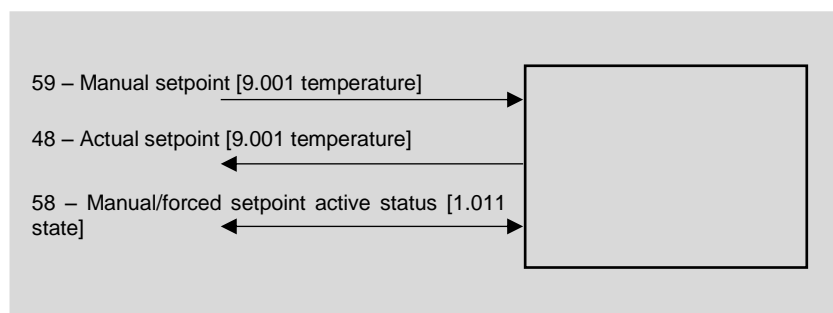 59 – Manual setpoint [9.001 temperature]
48 – Actual setpoint [9.001 temperature]
58 – Manual/forced setpoint active status [1.011
state]